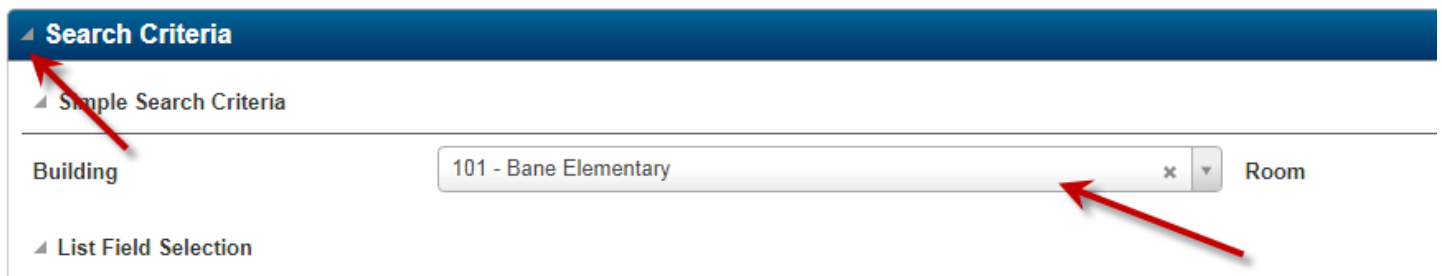 Search Criteria
Simple Search Criteria
Building 101 - Bane Elementary Room
List Field Selection